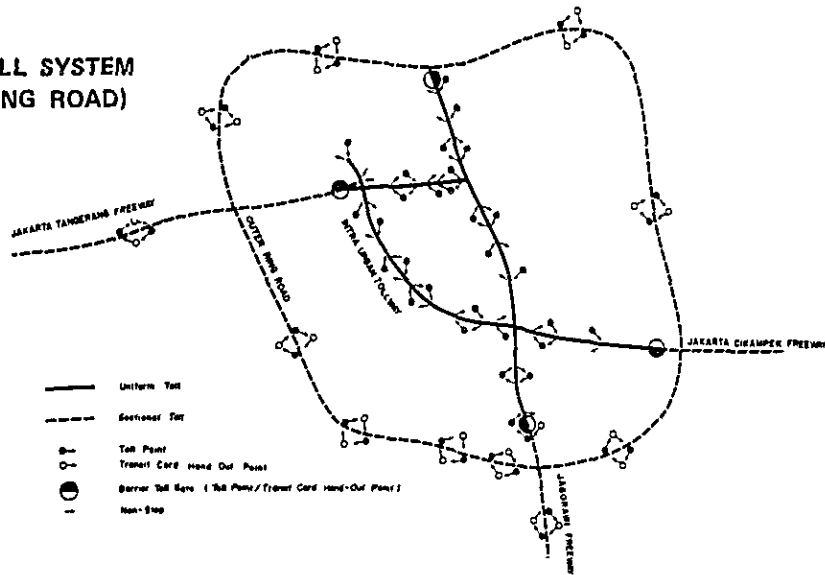 LL SYSTEM
NG ROAD)
JAKARTA TANGERANG FREEWAY
OUTER RING ROAD
INTRA URBAN TOLLWAY
JAKARTA CIKAMPEK FREEWAY
JAGORAWI FREEWAY
Uniform Toll
Sectional Toll
Toll Point
Transit Card Hand Out Point
Barrier Toll Gate ( Toll Point/Transit Card Hand-Out Point )
Non-Stop